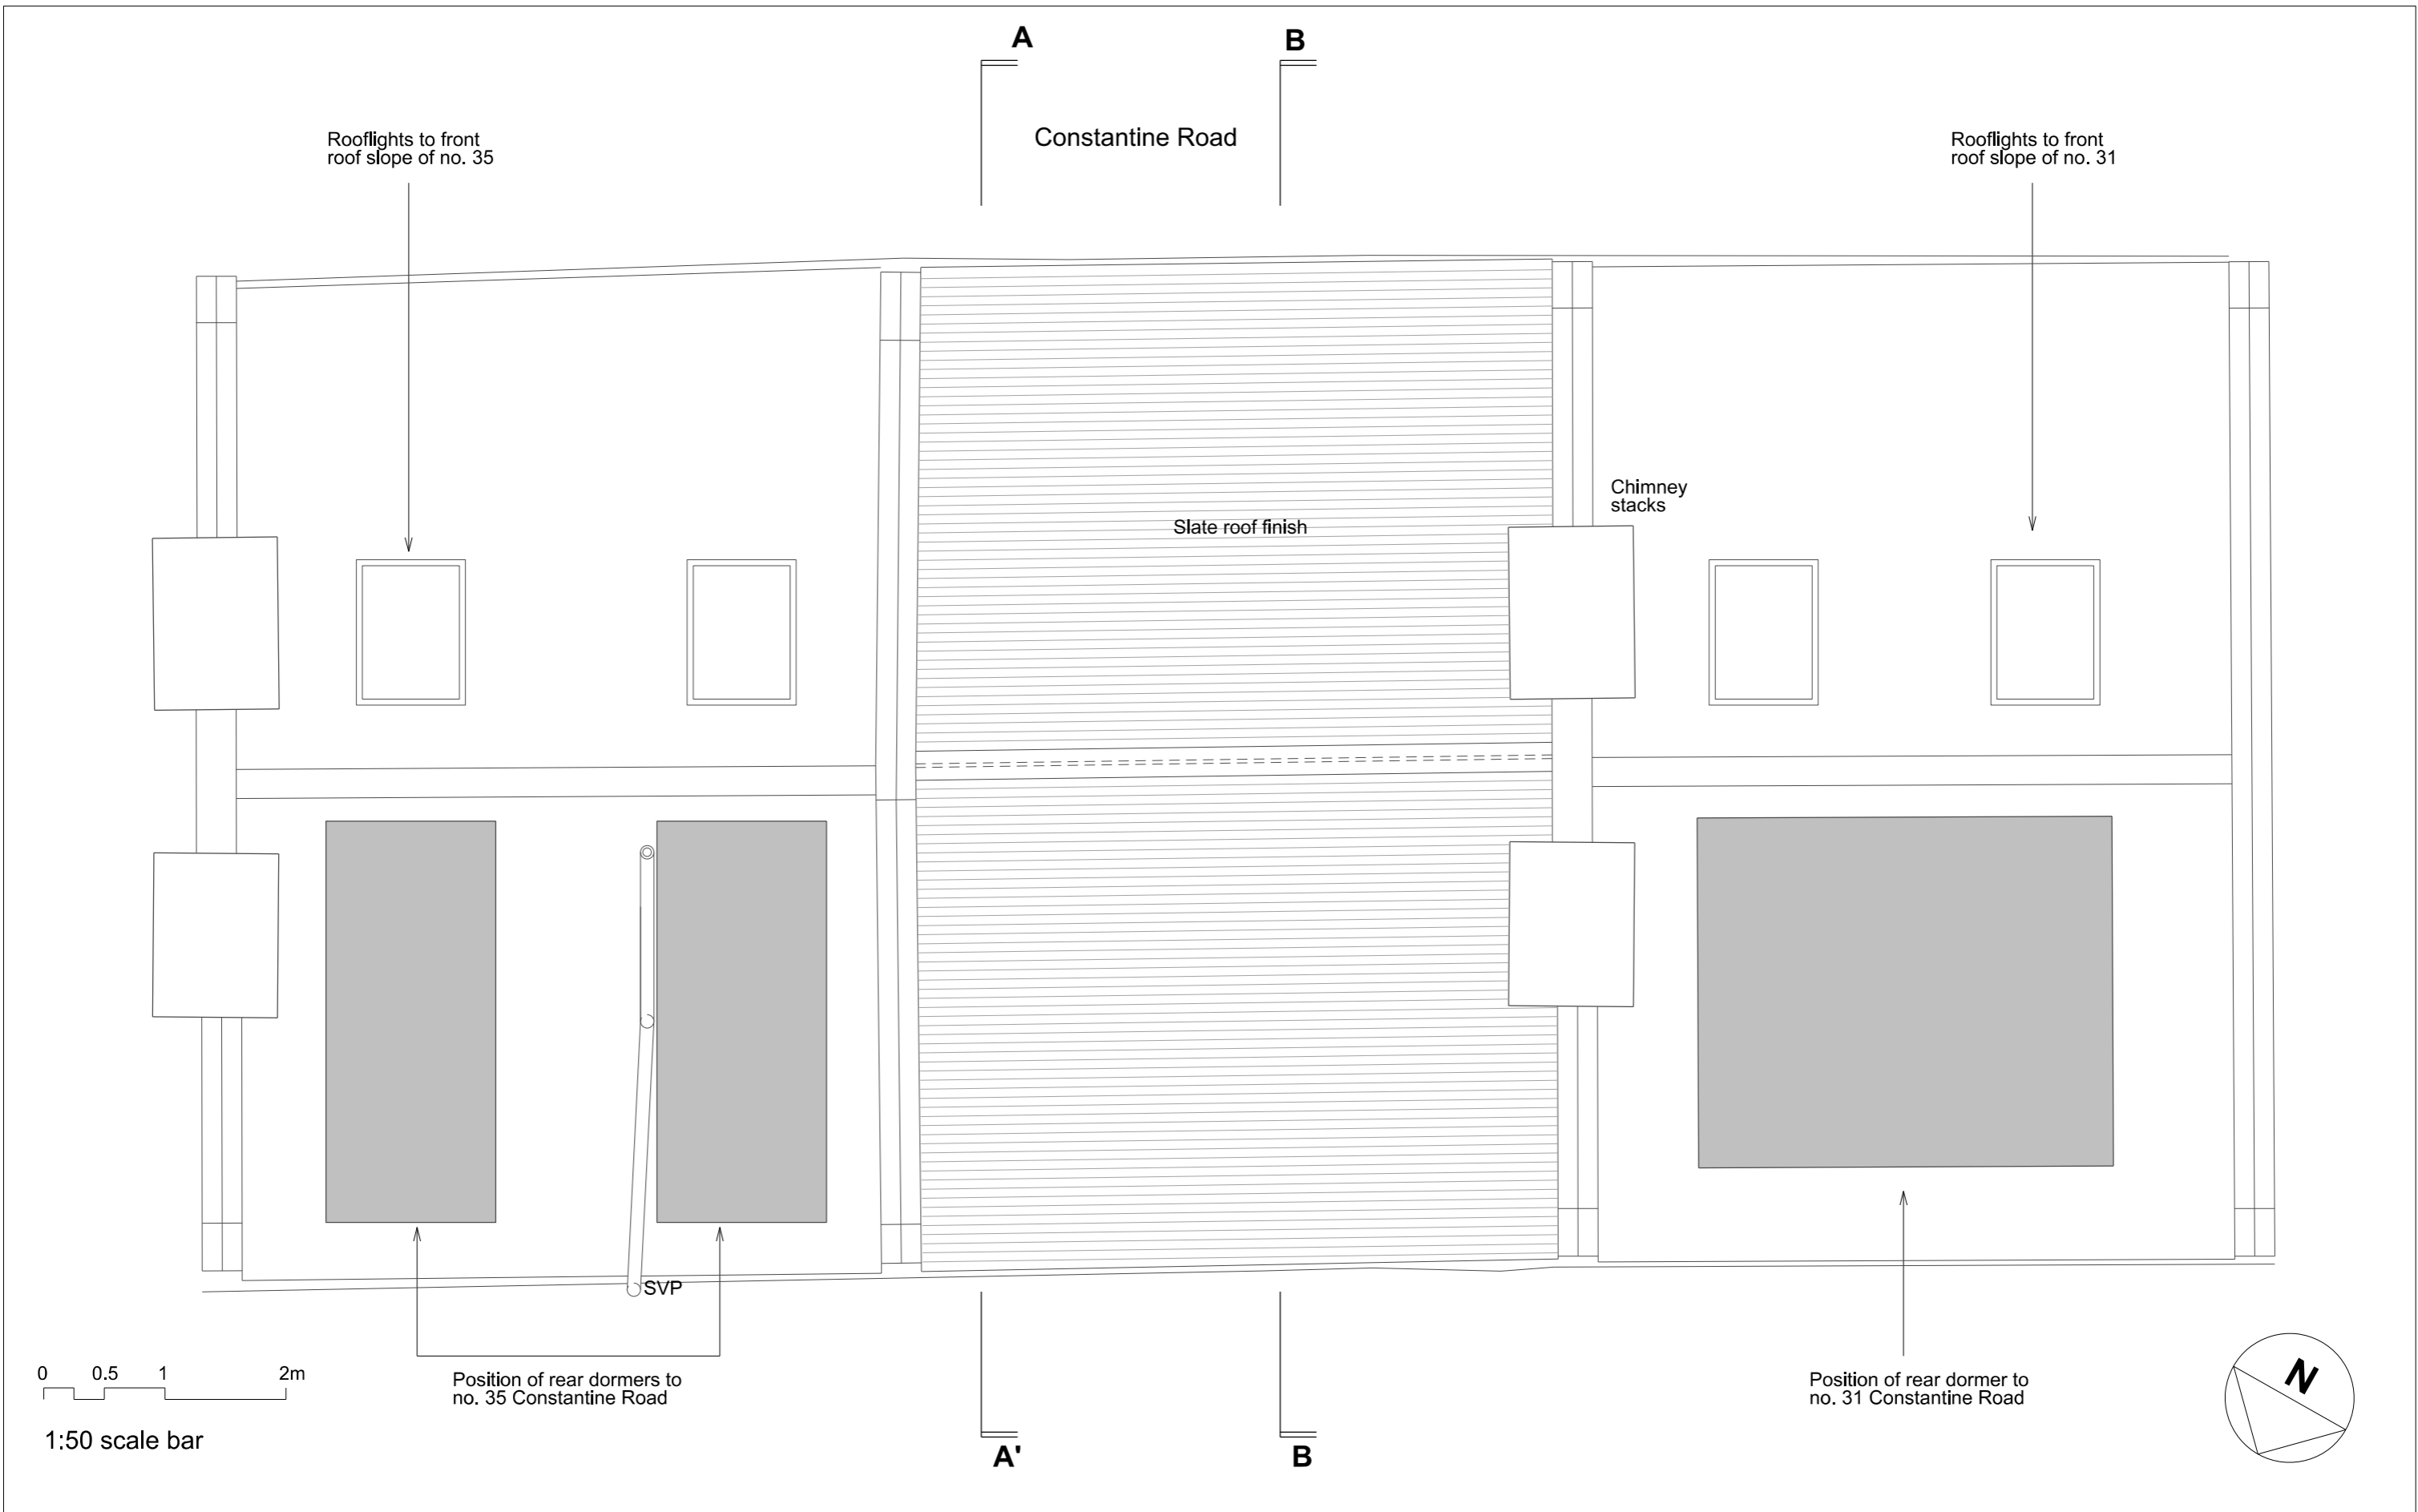 A
B
Constantine Road
Rooflights to front
roof slope of no. 35
Rooflights to front
roof slope of no. 31
Chimney
stacks
Slate roof finish
SVP
0 0.5 1 2m
1:50 scale bar
Position of rear dormers to
no. 35 Constantine Road
A'
B
Position of rear dormer to
no. 31 Constantine Road
N